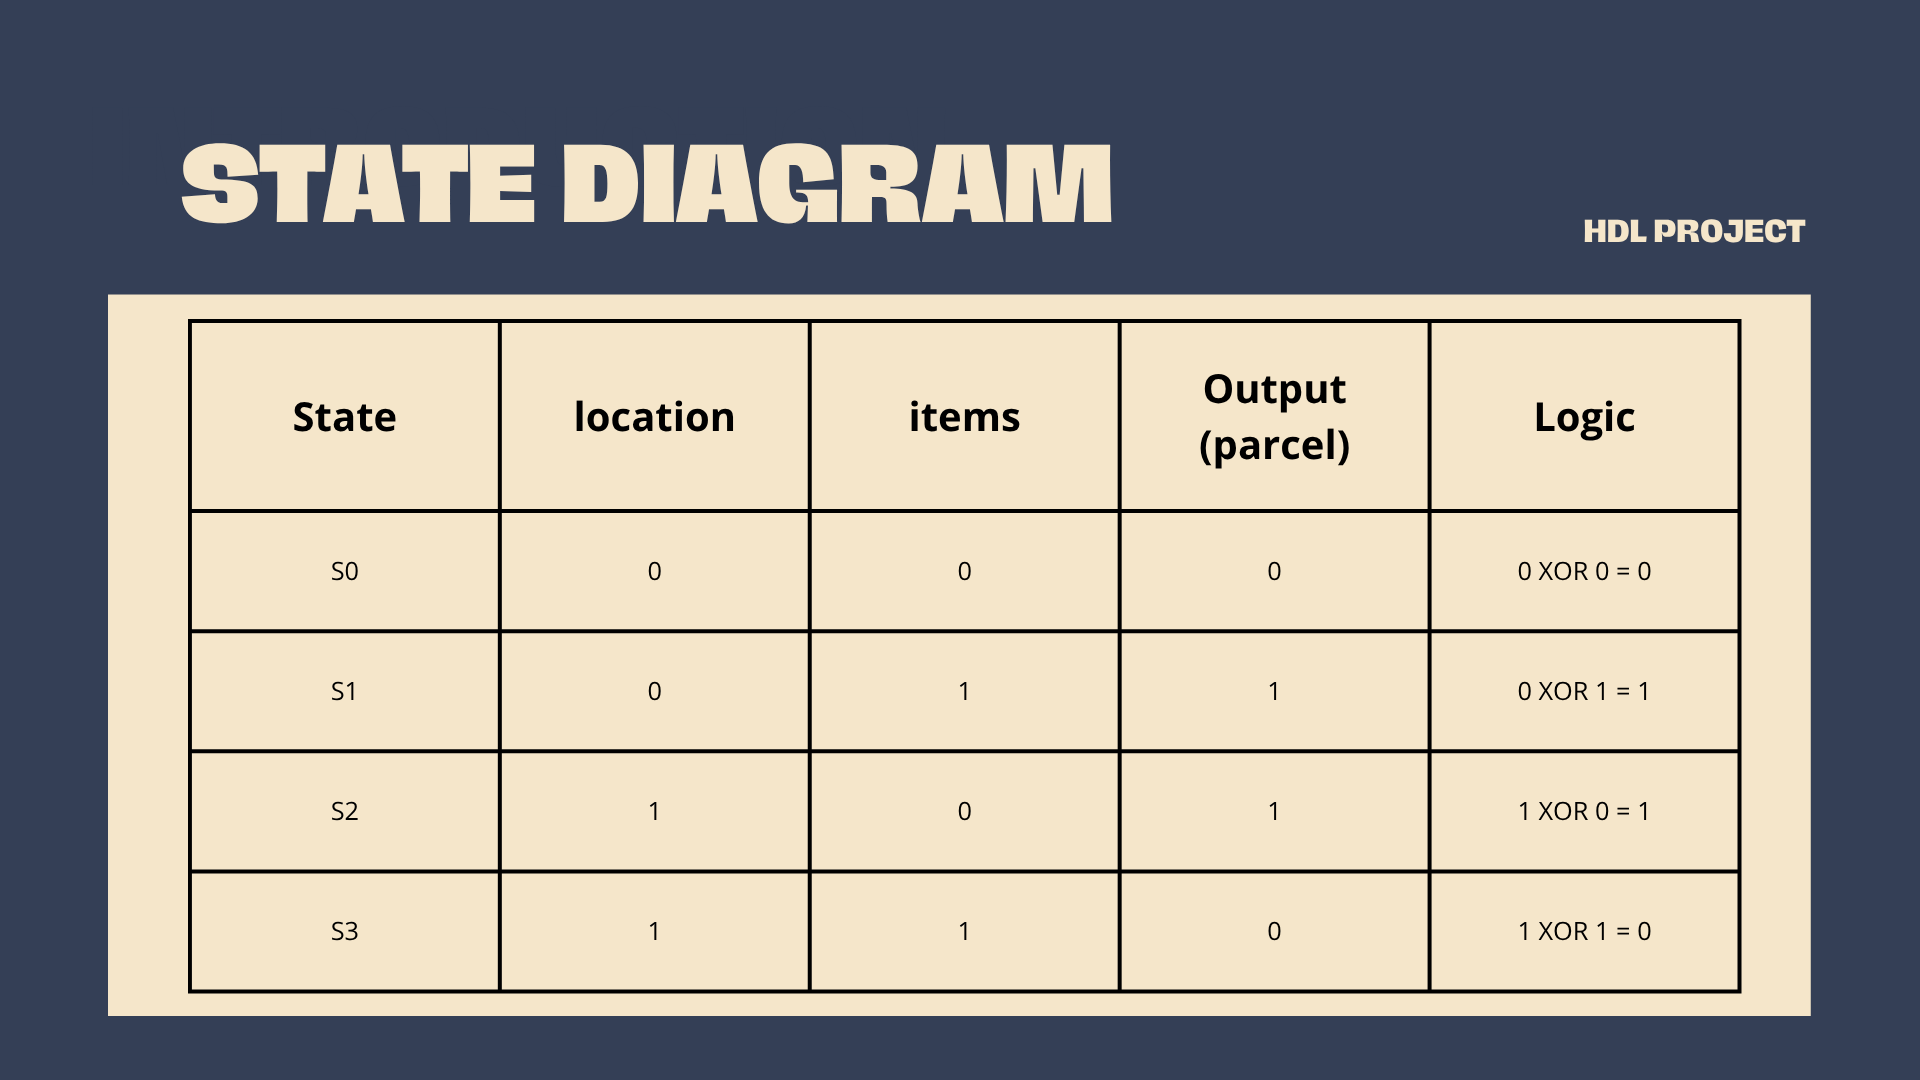 STATE DIAGRAM
HDL PROJECT
State location items Output (parcel) Logic
S0 0 0 0 0 XOR 0 = 0
S1 0 1 1 0 XOR 1 = 1
S2 1 0 1 1 XOR 0 = 1
S3 1 1 0 1 XOR 1 = 0